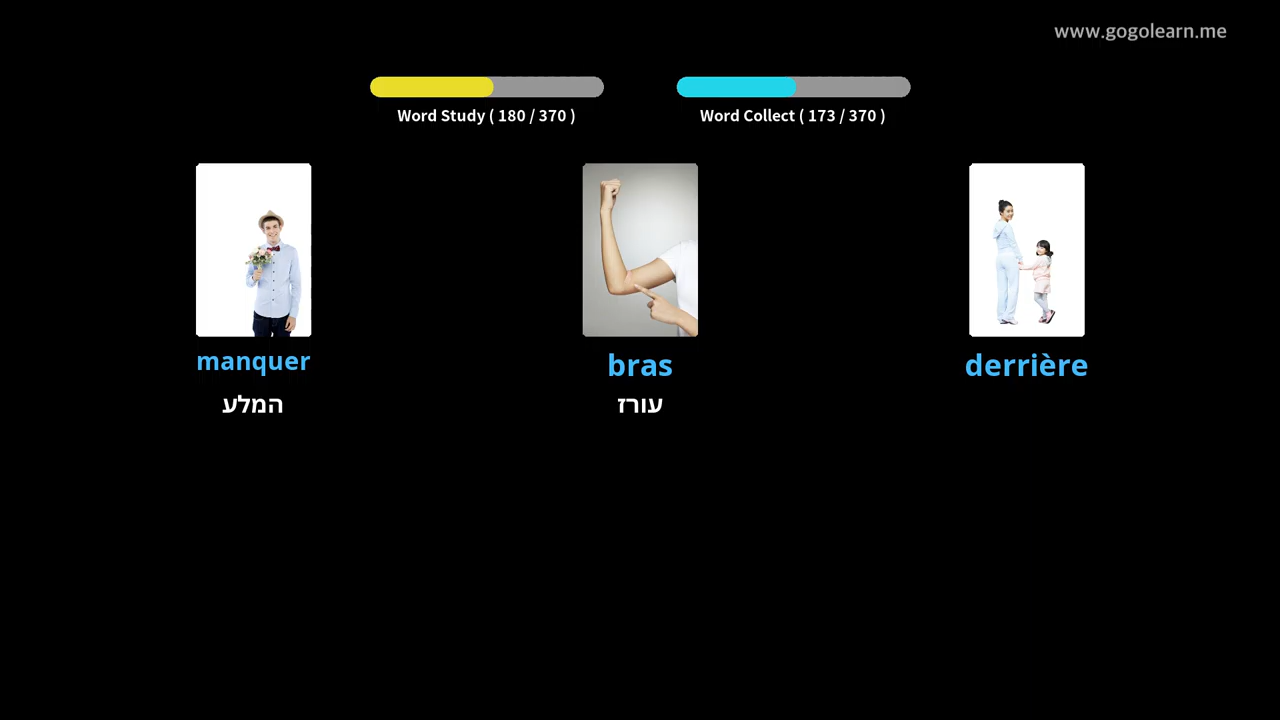 www.gogolearn.me
Word Study ( 180 / 370 )
Word Collect ( 173 / 370 )
manquer
bras
derrière
המלע
עורז